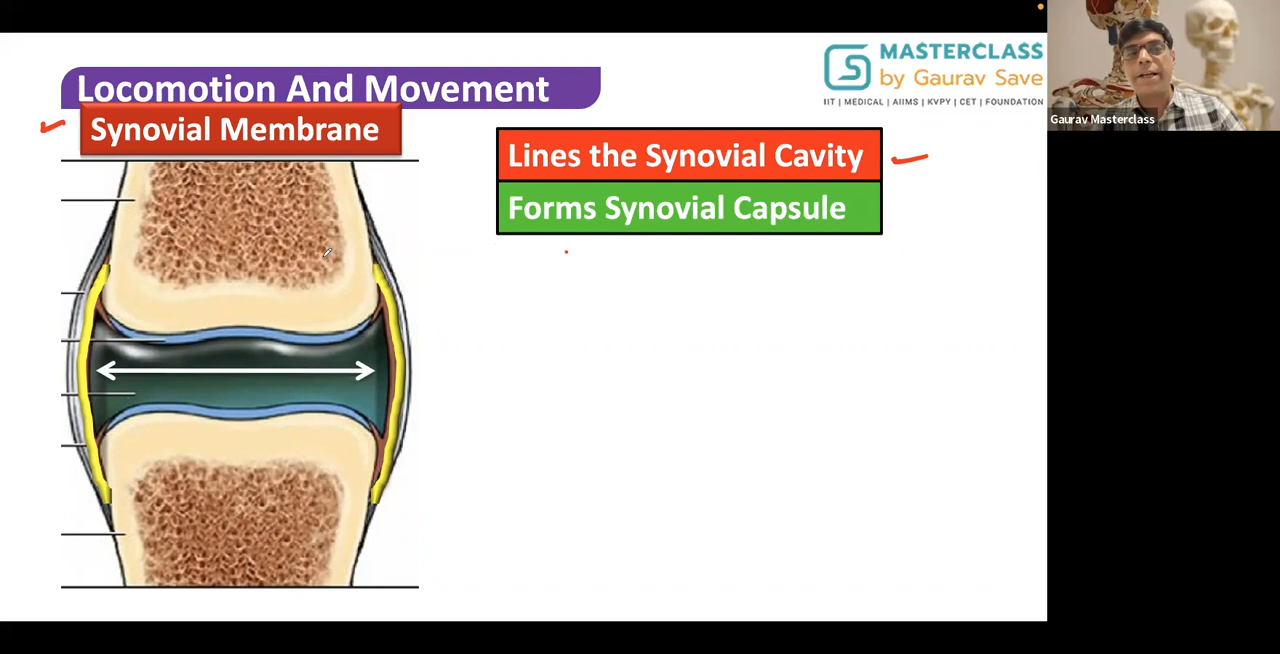 Locomotion And Movement
Synovial Membrane
Lines the Synovial Cavity
Forms Synovial Capsule
MASTERCLASS
by Gaurav Save
IIT | MEDICAL | AIIMS | KVPY | CET | FOUNDATION
Gaurav Masterclass